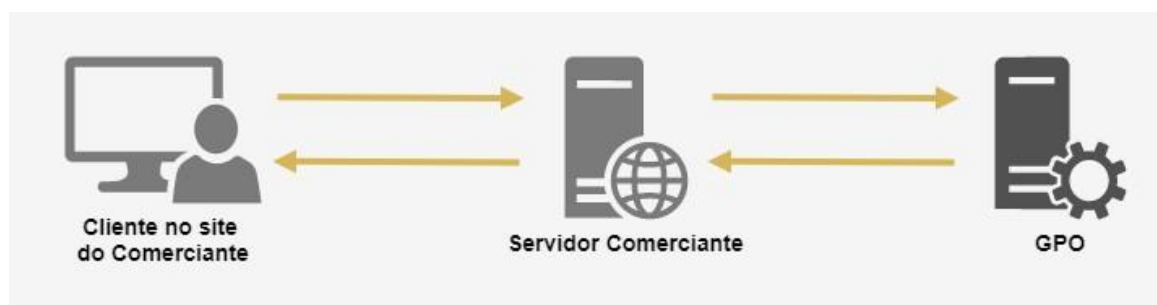 Cliente no site
do Comerciante
Servidor Comerciante
GPO